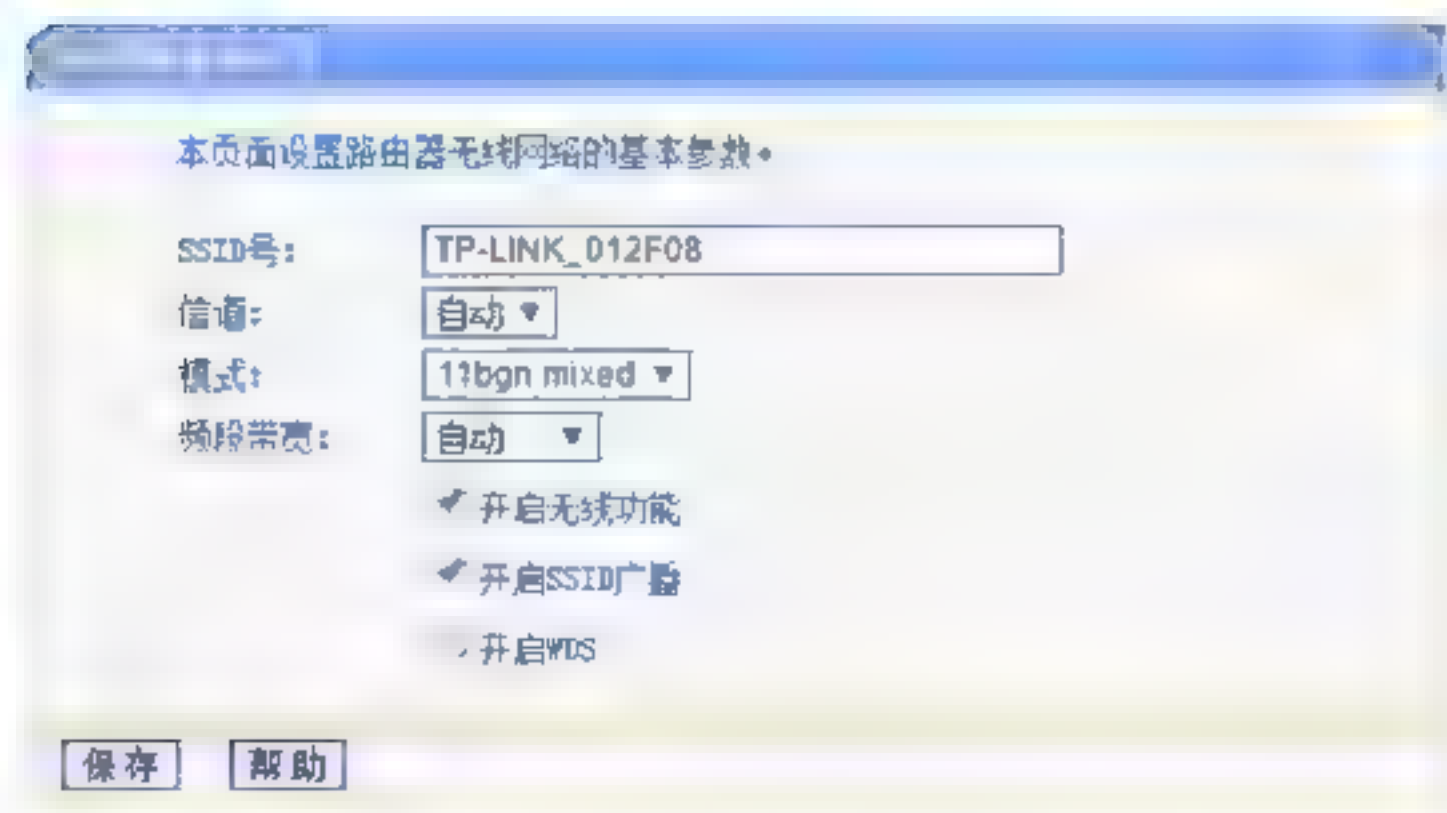 本页面设置路由器无线网络的基本参数。
SSID号: TP-LINK_012F08
信道: 自动
模式: 11bgn mixed
频段带宽: 自动
开启无线功能
开启SSID广播
开启WDS
保存 帮助